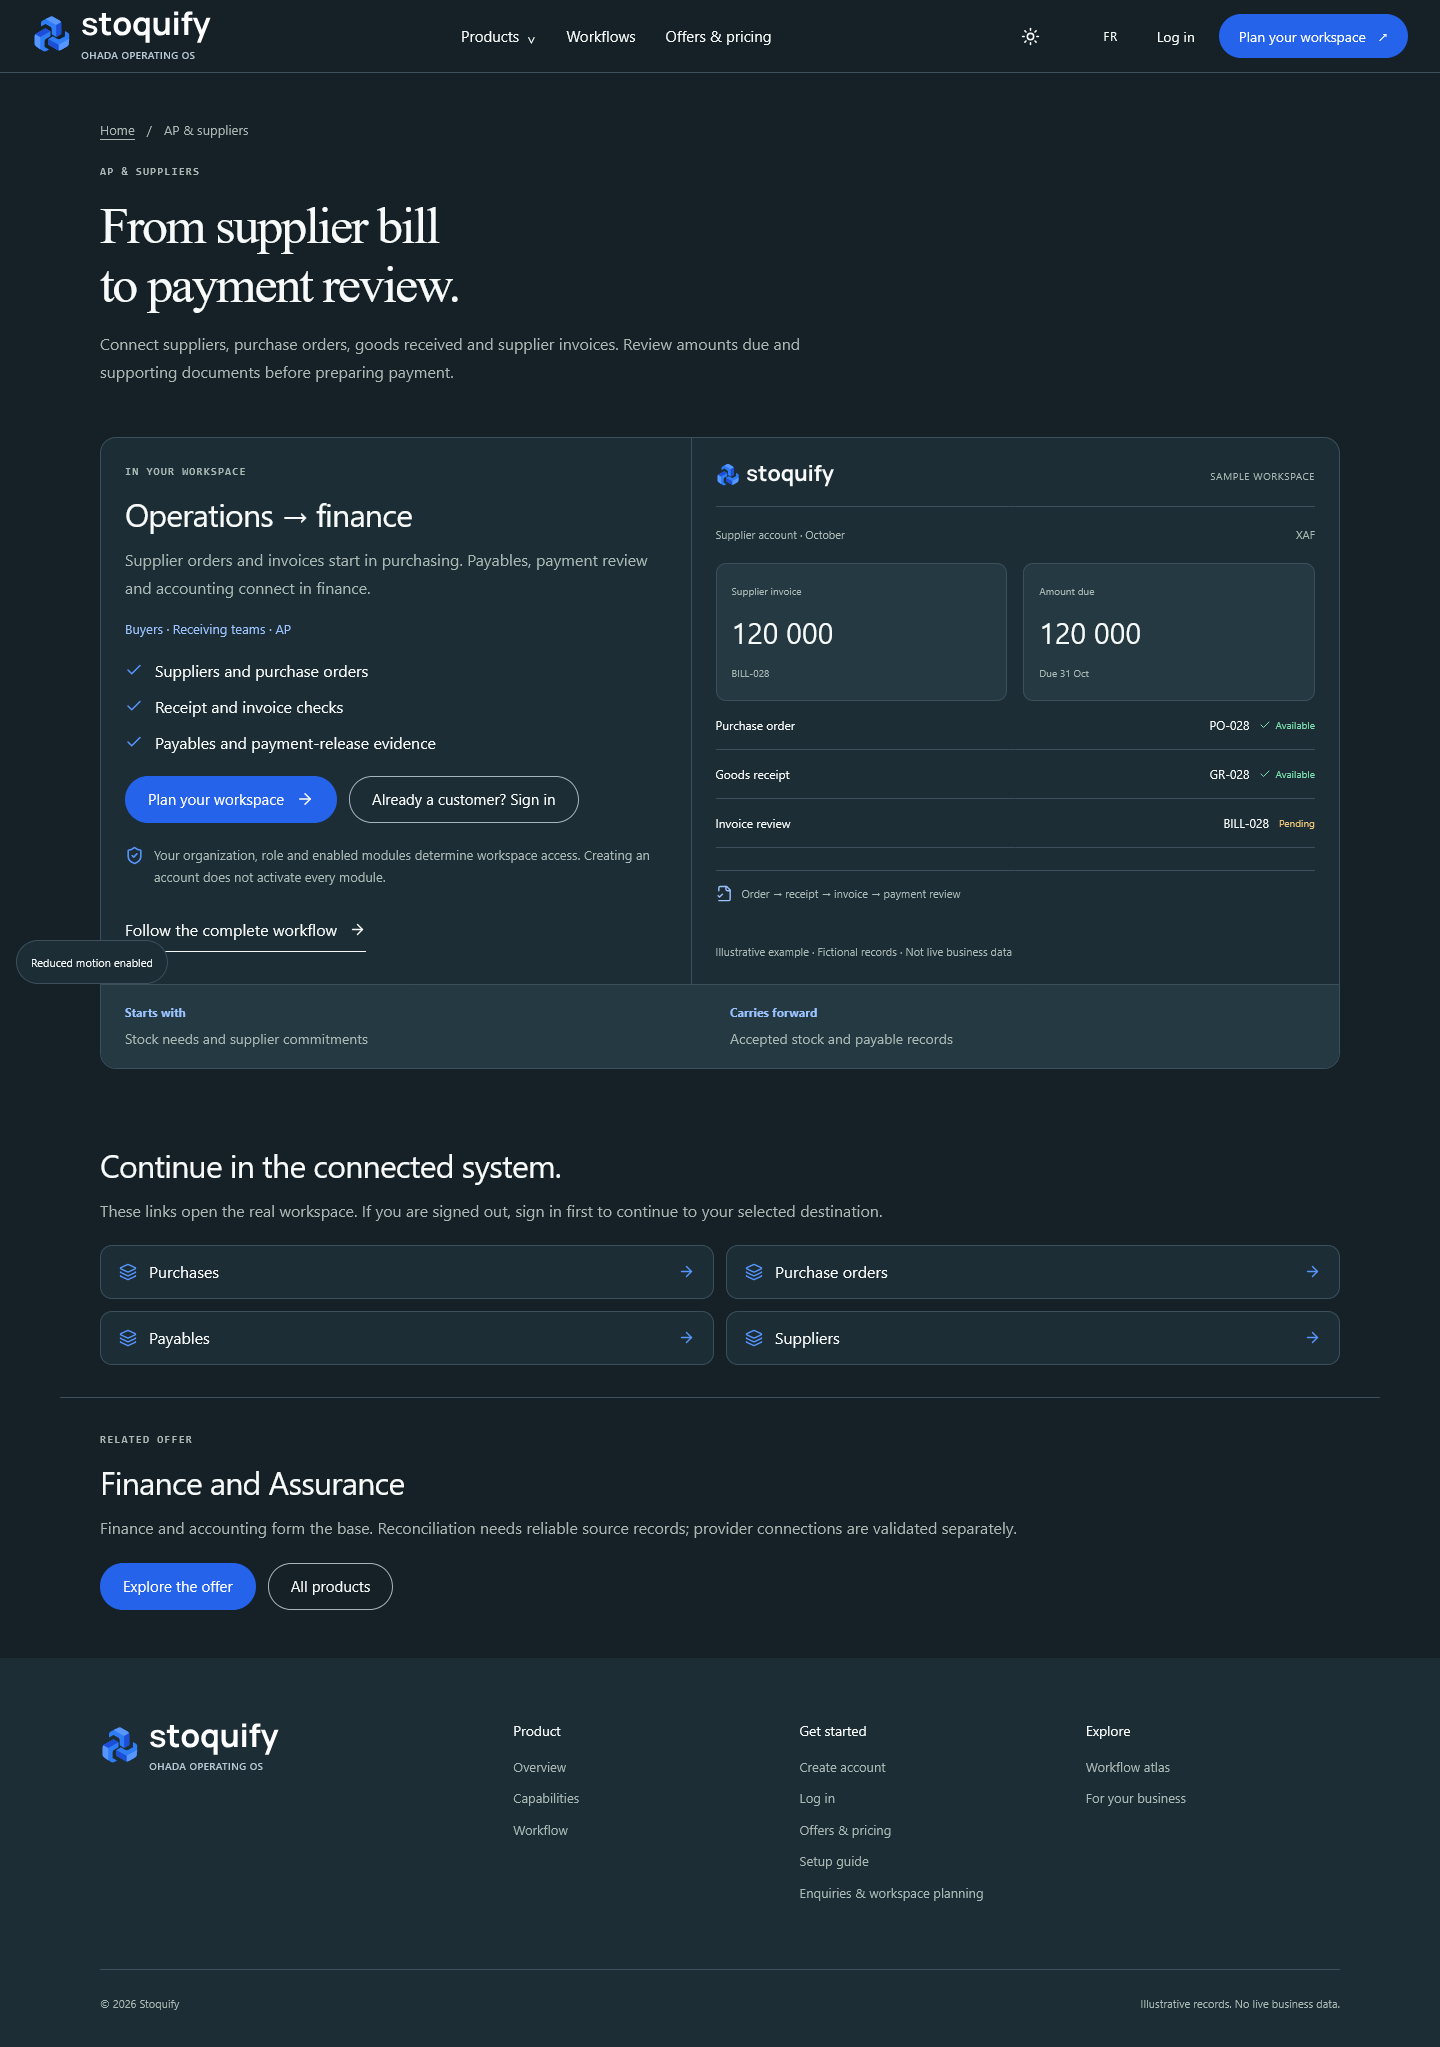 stoquify
OHADA OPERATING OS
Products
Workflows
Offers & pricing
FR
Log in
Plan your workspace ↗
Home / AP & suppliers
AP & SUPPLIERS
From supplier bill
to payment review.
Connect suppliers, purchase orders, goods received and supplier invoices. Review amounts due and
supporting documents before preparing payment.
IN YOUR WORKSPACE
Operations → finance
Supplier orders and invoices start in purchasing. Payables, payment review
and accounting connect in finance.
Buyers · Receiving teams · AP
Suppliers and purchase orders
Receipt and invoice checks
Payables and payment-release evidence
Plan your workspace →
Already a customer? Sign in
Your organization, role and enabled modules determine workspace access. Creating an
account does not activate every module.
Follow the complete workflow →
Reduced motion enabled
stoquify
SAMPLE WORKSPACE
Supplier account · October
XAF
Supplier invoice
120 000
BILL-028
Amount due
120 000
Due 31 Oct
Purchase order PO-028 Available
Goods receipt GR-028 Available
Invoice review BILL-028 Pending
Order → receipt → invoice → payment review
Illustrative example · Fictional records · Not live business data
Starts with
Stock needs and supplier commitments
Carries forward
Accepted stock and payable records
Continue in the connected system.
These links open the real workspace. If you are signed out, sign in first to continue to your selected destination.
Purchases →
Purchase orders →
Payables →
Suppliers →
RELATED OFFER
Finance and Assurance
Finance and accounting form the base. Reconciliation needs reliable source records; provider connections are validated separately.
Explore the offer
All products
stoquify
OHADA OPERATING OS
Product
Overview
Capabilities
Workflow
Get started
Create account
Log in
Offers & pricing
Setup guide
Enquiries & workspace planning
Explore
Workflow atlas
For your business
© 2026 Stoquify
Illustrative records. No live business data.